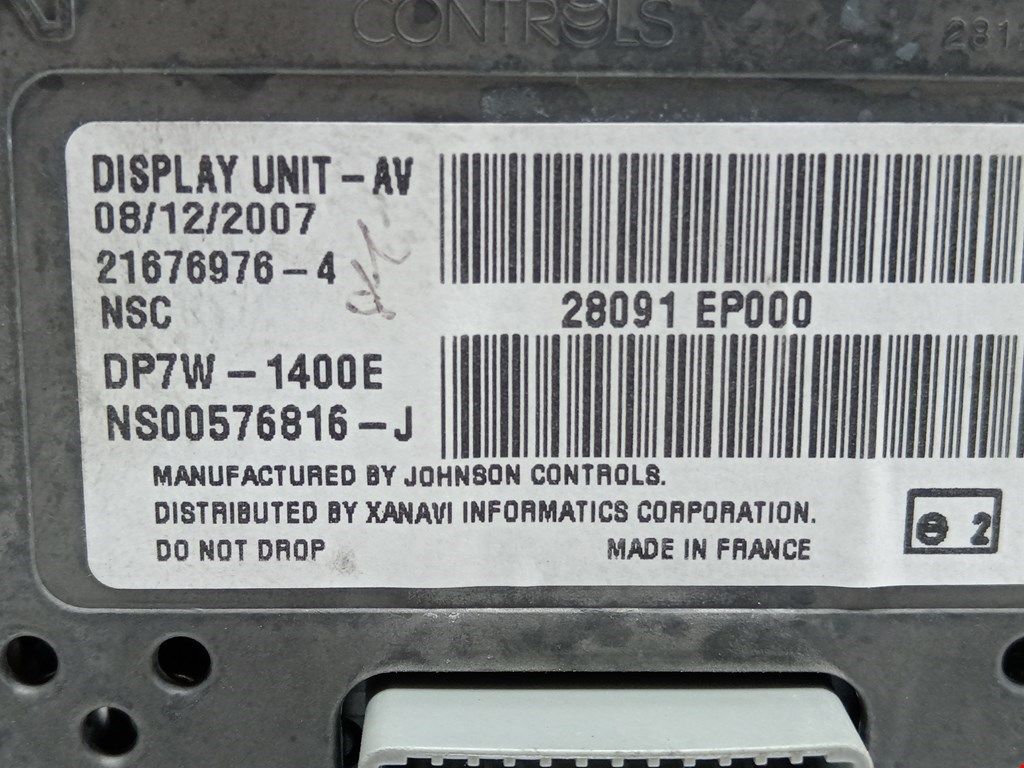 CONTROLS
DISPLAY UNIT-AV
08/12/2007
21676976-4
NSC
28091 EP000
DP7W-1400E
NS00576816-J
MANUFACTURED BY JOHNSON CONTROLS.
DISTRIBUTED BY XANAVI INFORMATICS CORPORATION.
DO NOT DROP
MADE IN FRANCE
2